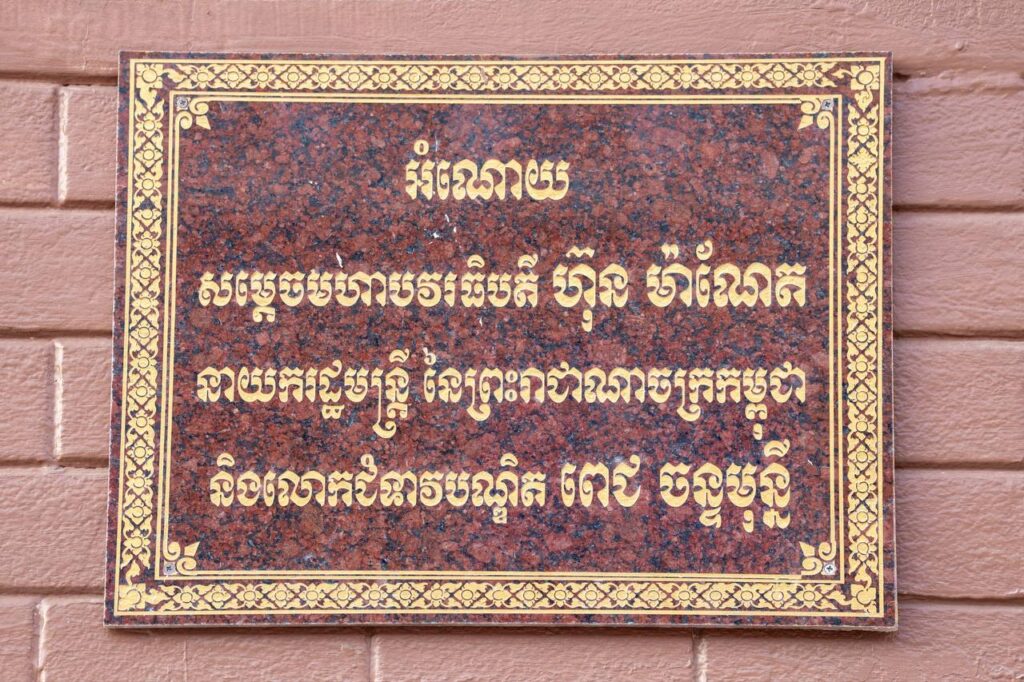 អំណោយ
សម្តេចមហាបវរធិបតី ហ៊ុន ម៉ាណែត
នាយករដ្ឋមន្ត្រី នៃព្រះរាជាណាចក្រកម្ពុជា
និងលោកជំទាវបណ្ឌិត ពេជ ចន្ទមុន្នី